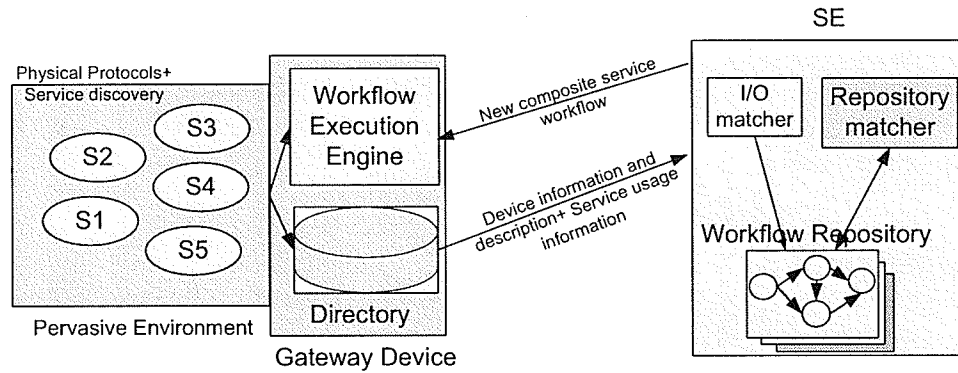 SE
Physical Protocols+
Service discovery
S3
S2
S4
S1
S5
Pervasive Environment
Workflow
Execution
Engine
Directory
Gateway Device
New composite service
workflow
Device information and
description+ Service usage
information
I/O
matcher
Repository
matcher
Workflow Repository